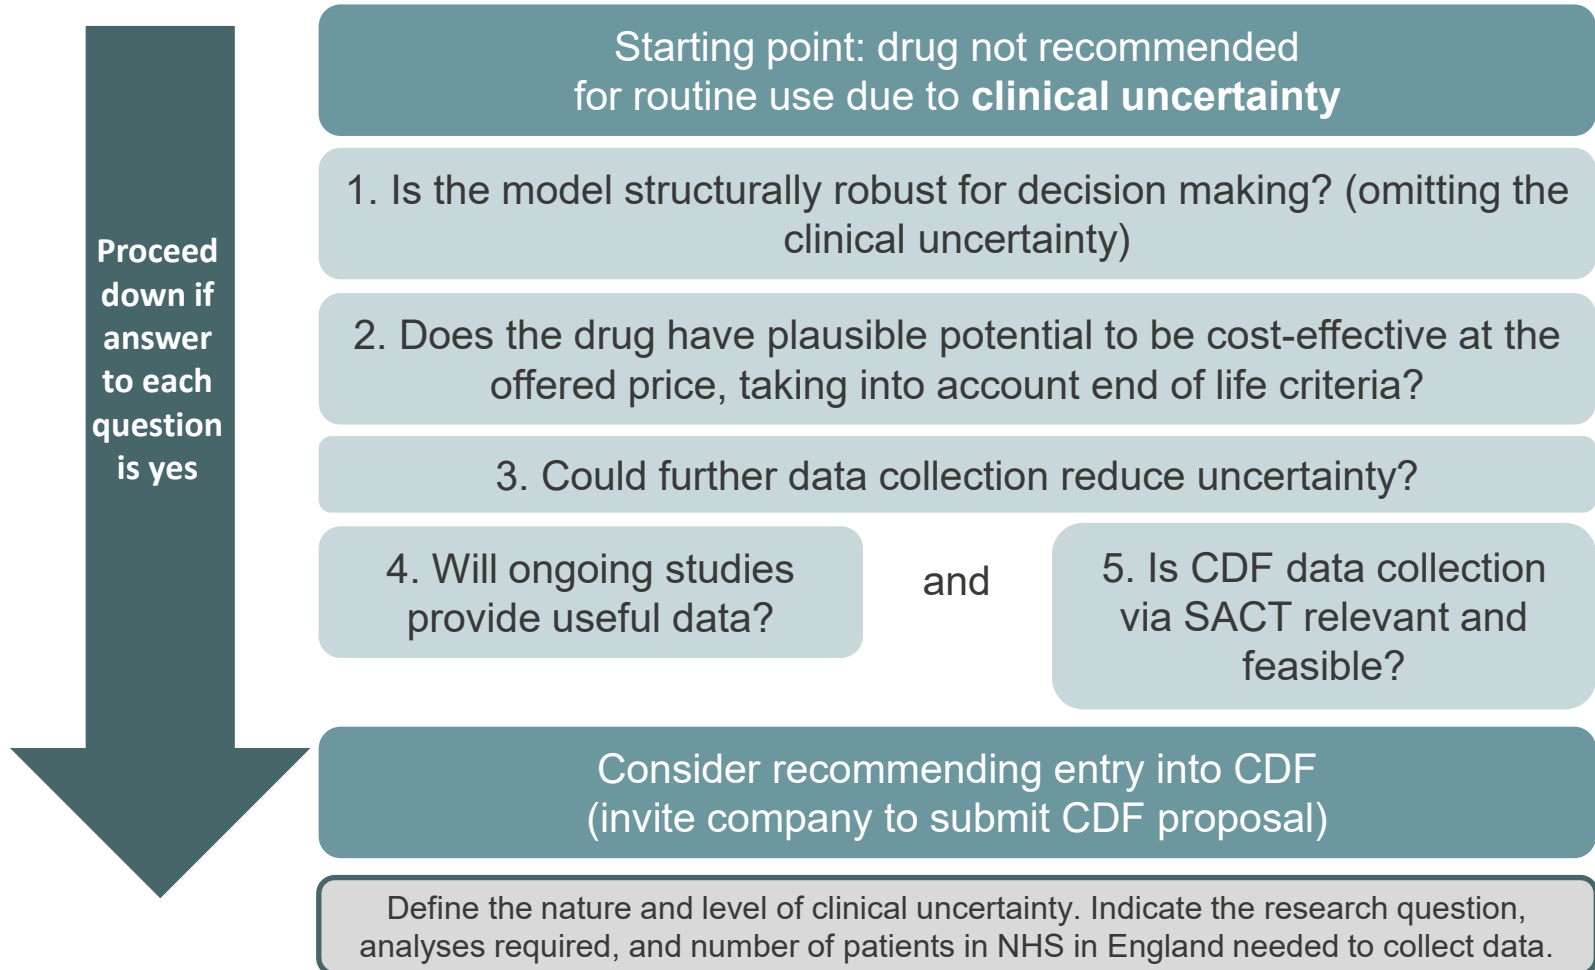 Proceed
down if
answer
to each
question
is yes
Starting point: drug not recommended
for routine use due to clinical uncertainty
1. Is the model structurally robust for decision making? (omitting the
clinical uncertainty)
2. Does the drug have plausible potential to be cost-effective at the
offered price, taking into account end of life criteria?
3. Could further data collection reduce uncertainty?
4. Will ongoing studies
provide useful data?
and
5. Is CDF data collection
via SACT relevant and
feasible?
Consider recommending entry into CDF
(invite company to submit CDF proposal)
Define the nature and level of clinical uncertainty. Indicate the research question,
analyses required, and number of patients in NHS in England needed to collect data.